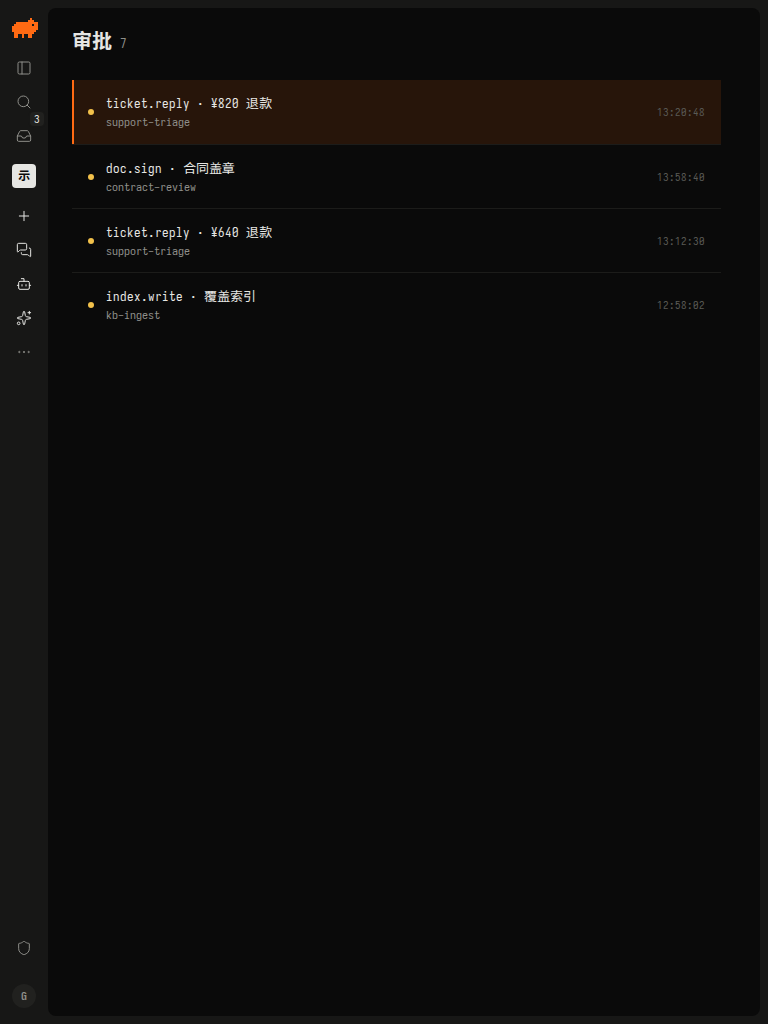 审批 7
3
示
ticket.reply · ¥820 退款
support-triage
13:20:48
doc.sign · 合同盖章
contract-review
13:58:40
ticket.reply · ¥640 退款
support-triage
13:12:30
index.write · 覆盖索引
kb-ingest
12:58:02
G